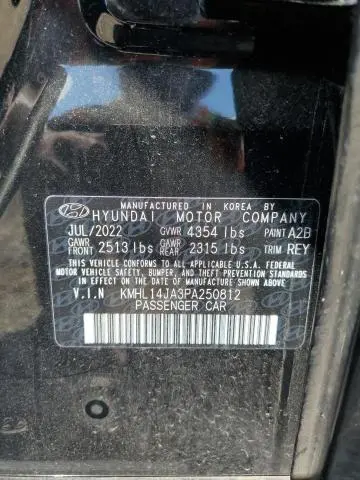 MANUFACTURED IN KOREA BY
HYUNDAI MOTOR COMPANY
JUL/2022 GVWR 4354 lbs PAINT A2B
GAWR FRONT 2513 lbs GAWR REAR 2315 lbs TRIM REY
THIS VEHICLE CONFORMS TO ALL APPLICABLE U.S.A. FEDERAL
MOTOR VEHICLE SAFETY, BUMPER, AND THEFT PREVENTION STANDARDS
IN EFFECT ON THE DATE OF MANUFACTURE SHOWN ABOVE.
V.I.N KMHL14JA3PA250812
PASSENGER CAR